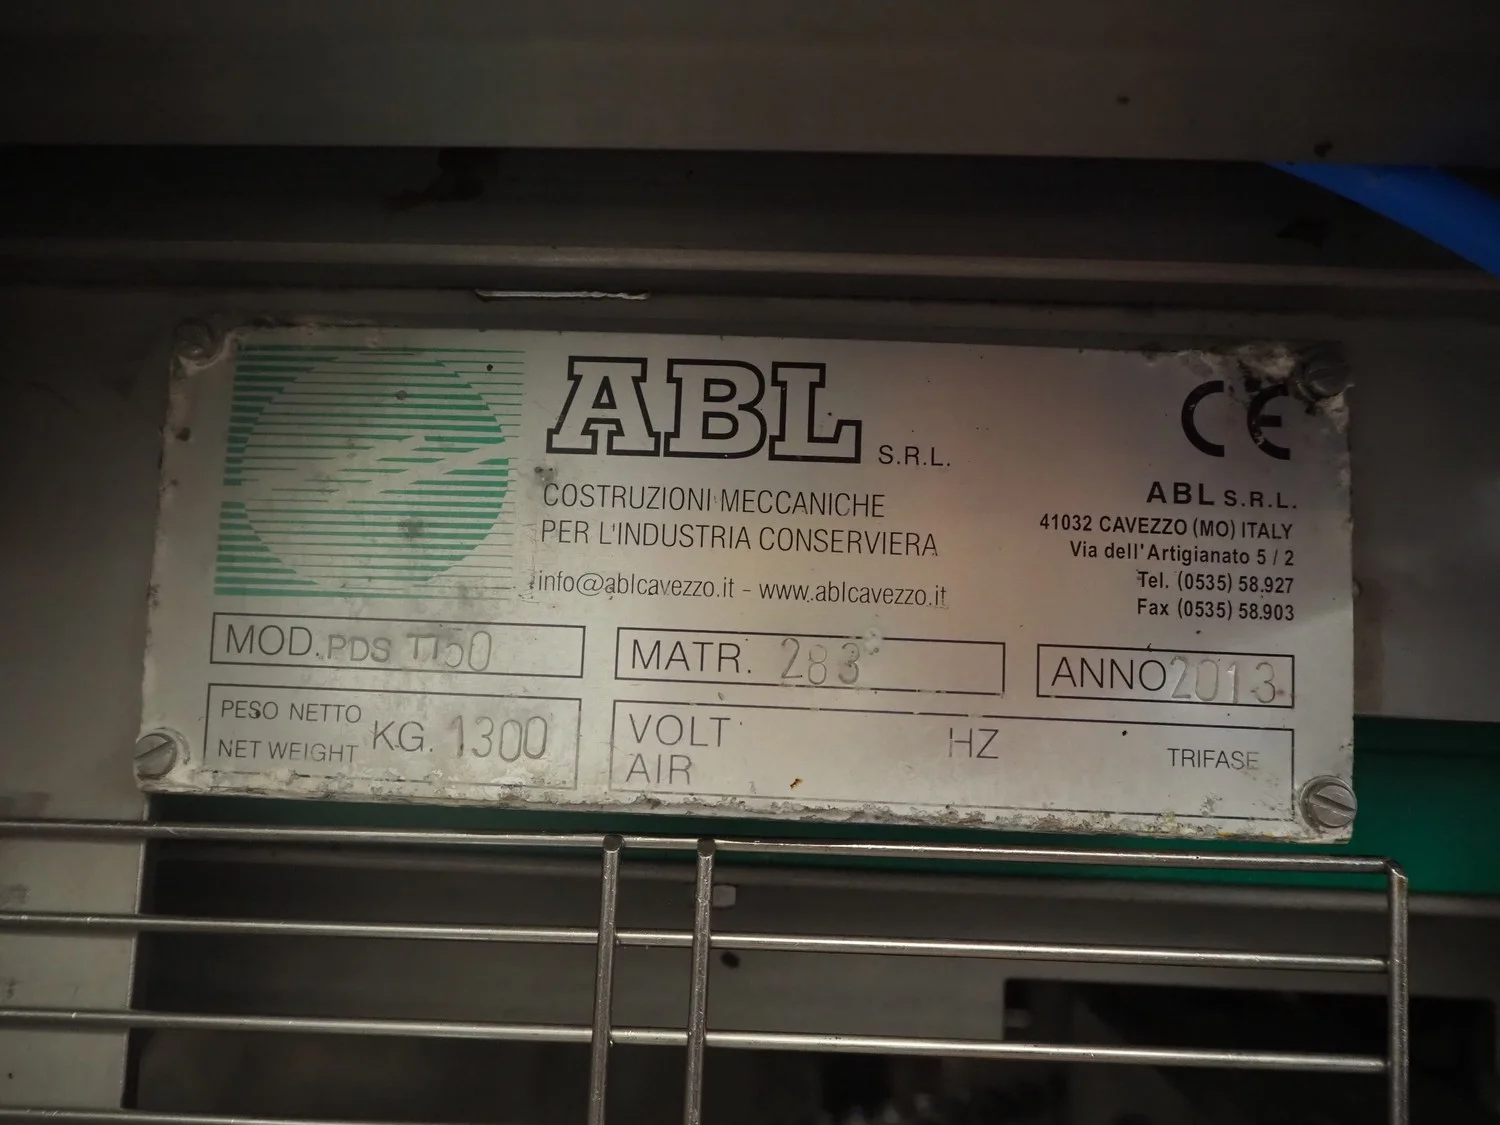 ABL S.R.L.
COSTRUZIONI MECCANICHE
PER L'INDUSTRIA CONSERVIERA
info@ablcavezzo.it - www.ablcavezzo.it
CE
ABL S.R.L.
41032 CAVEZZO (MO) ITALY
Via dell'Artigianato 5 / 2
Tel. (0535) 58.927
Fax (0535) 58.903
MOD. PDS TT50
MATR. 283
ANNO 2013
PESO NETTO
NET WEIGHT
KG. 1300
VOLT HZ TRIFASE
AIR